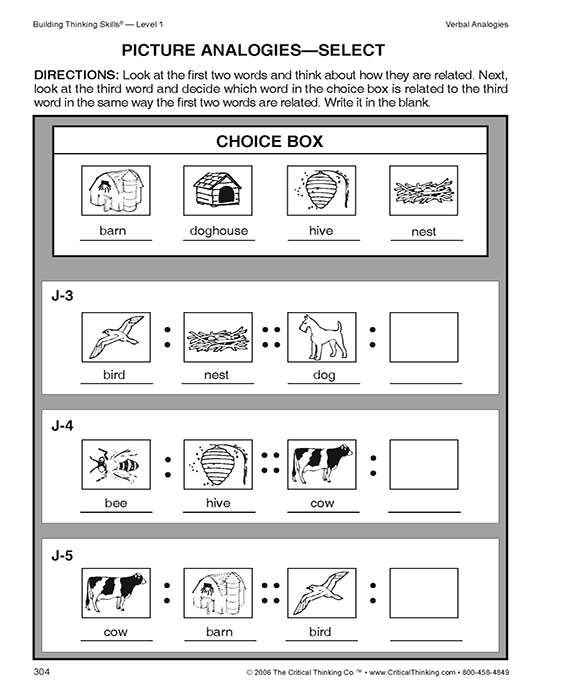 Building Thinking Skills® — Level 1 Verbal Analogies
PICTURE ANALOGIES—SELECT
DIRECTIONS: Look at the first two words and think about how they are related. Next,
look at the third word and decide which word in the choice box is related to the third
word in the same way the first two words are related. Write it in the blank.
CHOICE BOX
barn doghouse hive nest
J-3
: :: :
bird nest dog
J-4
: :: :
bee hive cow
J-5
: :: :
cow barn bird
304 © 2006 The Critical Thinking Co.™ • www.CriticalThinking.com • 800-458-4849